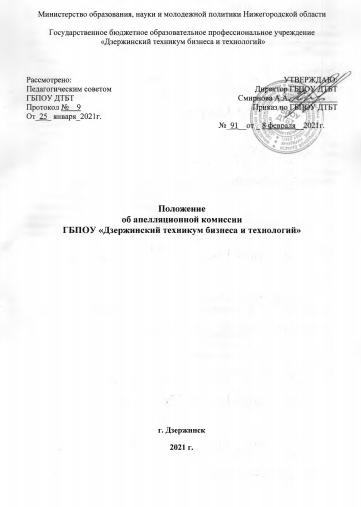 Министерство образования, науки и молодежной политики Нижегородской области
Государственное бюджетное образовательное профессиональное учреждение
«Дзержинский техникум бизнеса и технологий»
Рассмотрено: УТВЕРЖДАЮ:
Педагогическим советом Директор ГБПОУ ДТБТ
ГБПОУ ДТБТ Смирнова А.А.
Протокол № 9 Приказ по ГБПОУ ДТБТ
От 25 января 2021г.
№ 91 от 8 февраля 2021г.
Положение
об апелляционной комиссии
ГБПОУ «Дзержинский техникум бизнеса и технологий»
г. Дзержинск
2021 г.